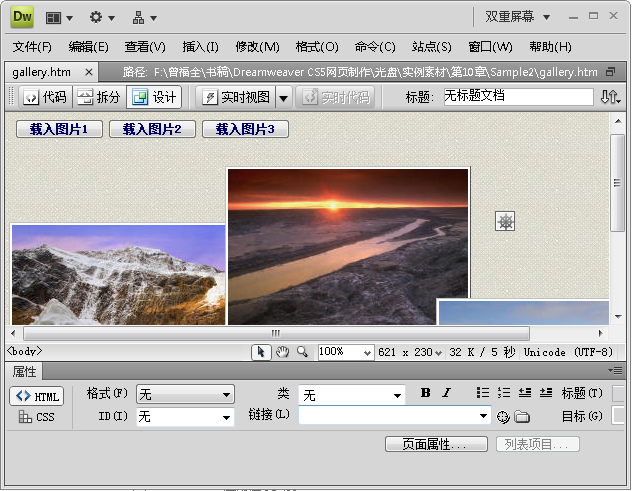 Dw 双重屏幕
文件(F) 编辑(E) 查看(V) 插入(I) 修改(M) 格式(O) 命令(C) 站点(S) 窗口(W) 帮助(H)
gallery.htm 路径: F:\曾福全\书稿\Dreamweaver CS5网页制作\光盘\实例素材\第10章\Sample2\gallery.htm
代码 拆分 设计 实时视图 实时代码 标题: 无标题文档
载入图片1 载入图片2 载入图片3
<body> 100% 621 x 230 32 K / 5 秒 Unicode (UTF-8)
属性
HTML 格式(F) 无 类 无 B I 标题(T)
CSS ID(I) 无 链接(L) 目标(G)
页面属性... 列表项目...